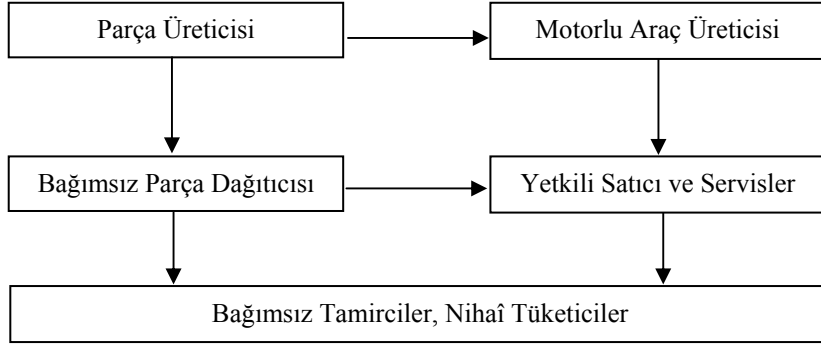 Parça Üreticisi
Motorlu Araç Üreticisi
Bağımsız Parça Dağıtıcısı
Yetkili Satıcı ve Servisler
Bağımsız Tamirciler, Nihaî Tüketiciler